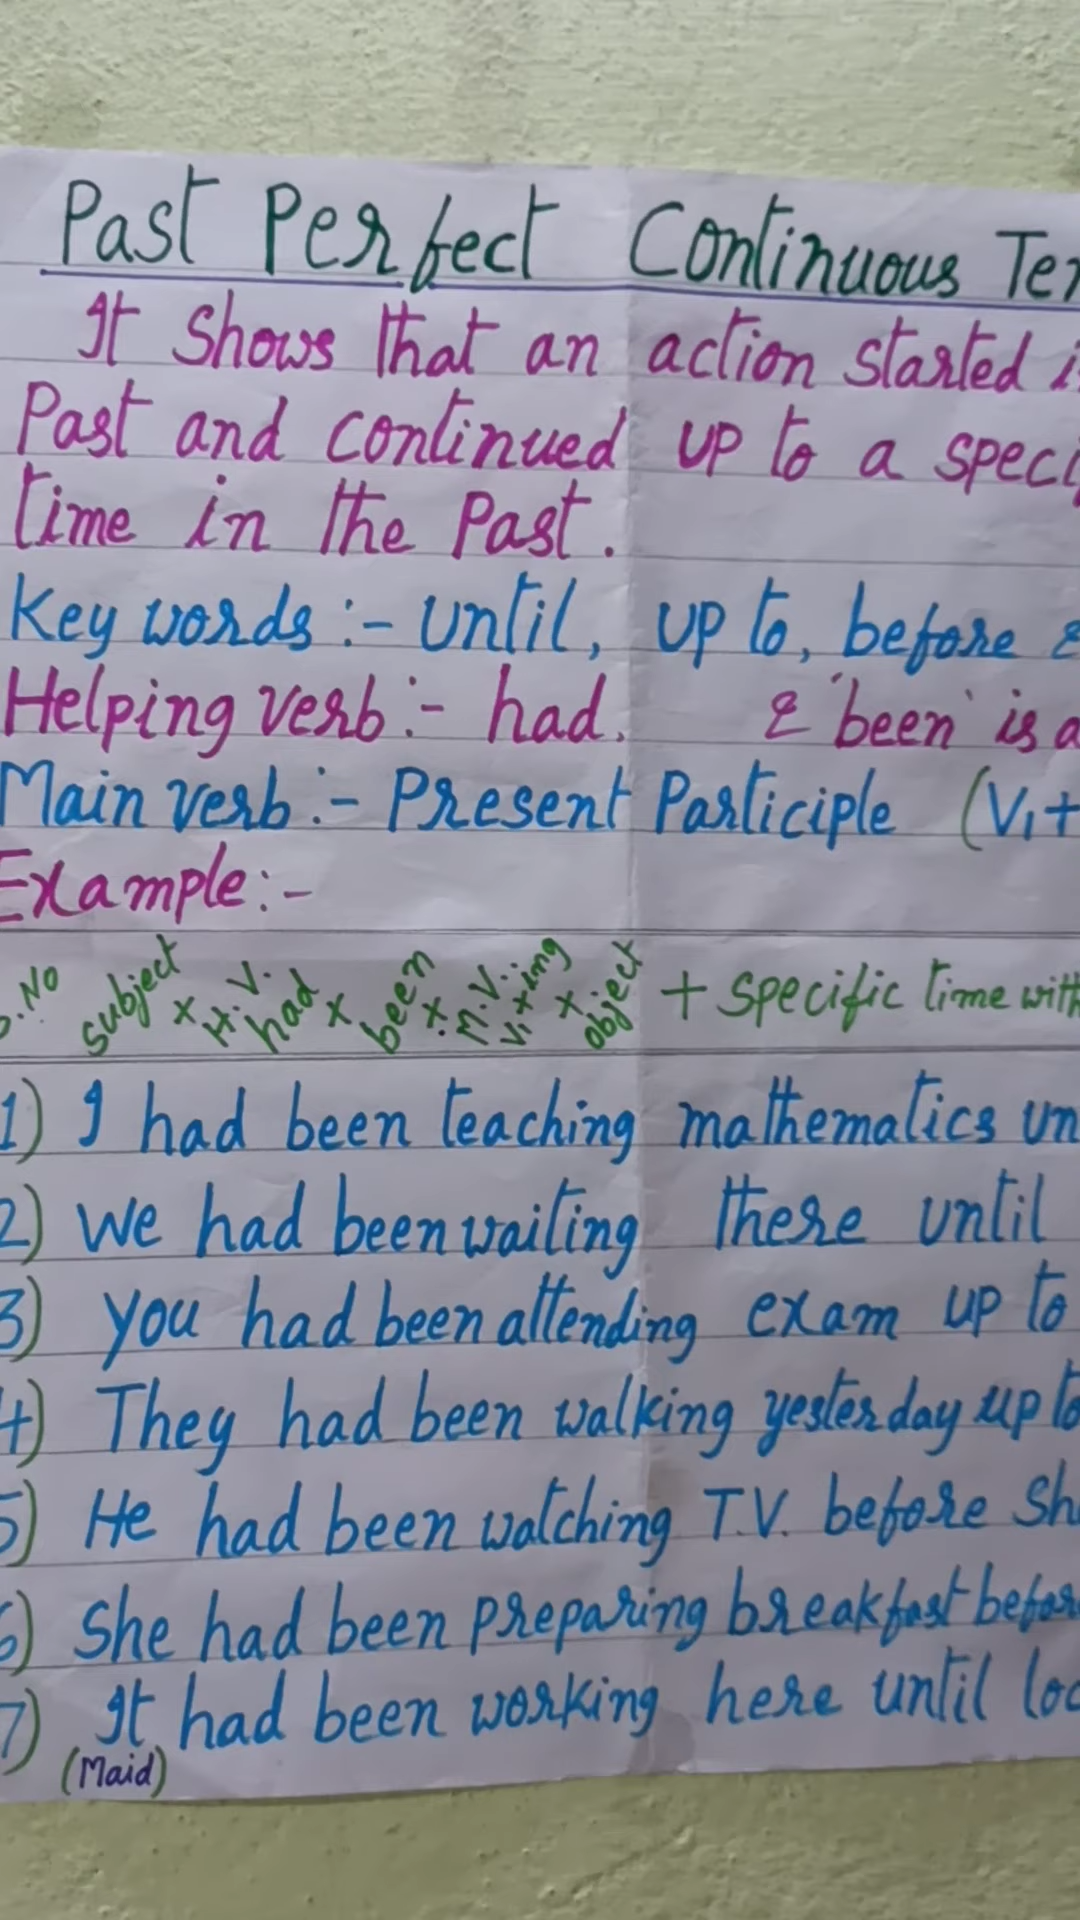 Past Perfect Continuous Ten
It Shows that an action started i
Past and continued up to a speci
time in the Past.
Key words :- until, up to, before &
Helping verb :- had. & 'been' is a
Main verb :- Present Participle (V1+
Example :-
S.No subject x H.V. had x been x M.V. V1+ing x object + specific time with
1) I had been teaching mathematics un
2) We had been waiting there until
3) you had been attending exam up to
4) They had been walking yesterday up to
5) He had been watching T.V. before Sh
6) She had been preparing breakfast befor
7) It had been working here until loc
(Maid)